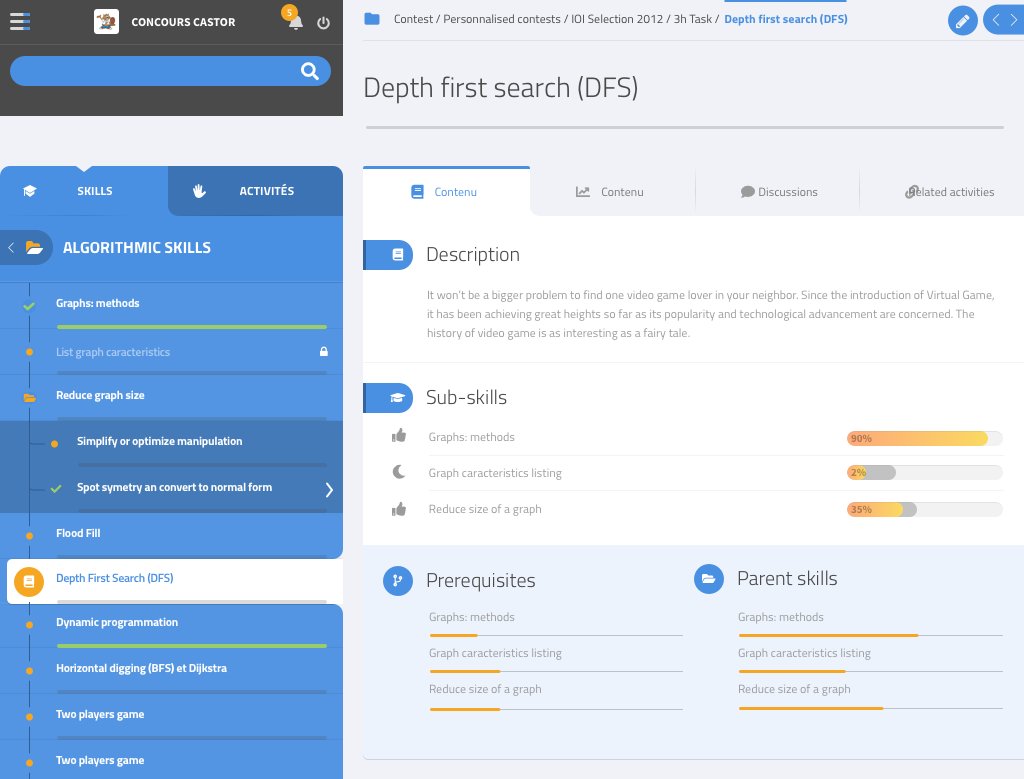 CONCOURS CASTOR
5
SKILLS
ACTIVITÉS
ALGORITHMIC SKILLS
Graphs: methods
List graph caracteristics
Reduce graph size
Simplify or optimize manipulation
Spot symetry an convert to normal form
Flood Fill
Depth First Search (DFS)
Dynamic programmation
Horizontal digging (BFS) et Dijkstra
Two players game
Two players game
Contest / Personnalised contests / IOI Selection 2012 / 3h Task / Depth first search (DFS)
Depth first search (DFS)
Contenu
Contenu
Discussions
Related activities
Description
It won't be a bigger problem to find one video game lover in your neighbor. Since the introduction of Virtual Game,
it has been achieving great heights so far as its popularity and technological advancement are concerned. The
history of video game is as interesting as a fairy tale.
Sub-skills
Graphs: methods
90%
Graph caracteristics listing
2%
Reduce size of a graph
35%
Prerequisites
Graphs: methods
Graph caracteristics listing
Reduce size of a graph
Parent skills
Graphs: methods
Graph caracteristics listing
Reduce size of a graph